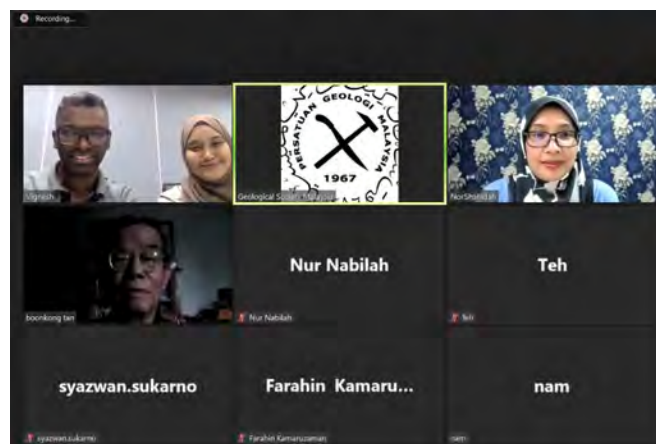 Recording...
PERSATUAN GEOLOGI MALAYSIA
1967
Vignesh
Geological Society Malaysia
boonkong tan
Nur Nabilah
Nur Nabilah
Teh
Teh
syazwan.sukarno
syazwan.sukarno
Farahin Kamaru...
Farahin Kamaruzaman
nam
nam